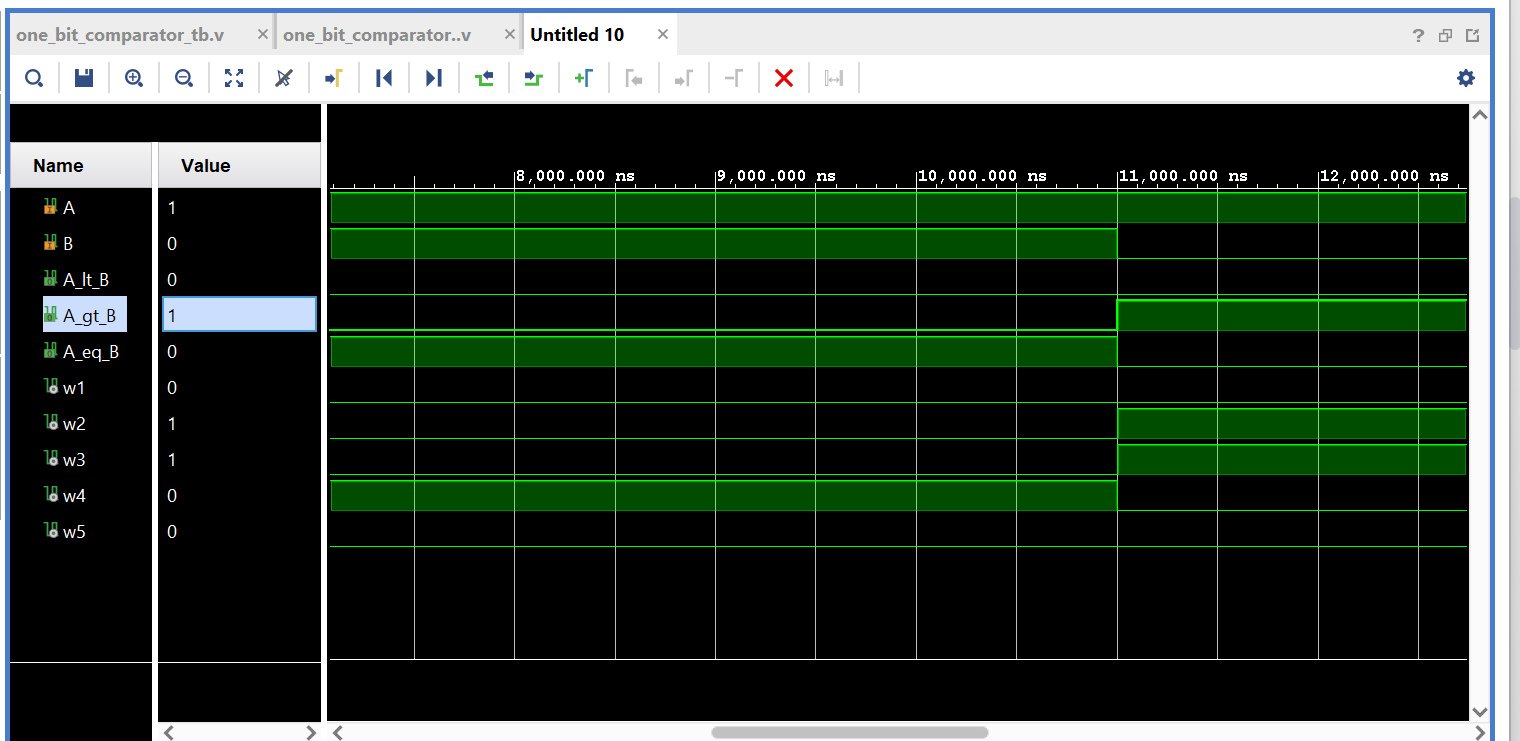 one_bit_comparator_tb.v × one_bit_comparator..v × Untitled 10 × ?
Name Value
8,000.000 ns 9,000.000 ns 10,000.000 ns 11,000.000 ns 12,000.000 ns
A 1
B 0
A_lt_B 0
A_gt_B 1
A_eq_B 0
w1 0
w2 1
w3 1
w4 0
w5 0